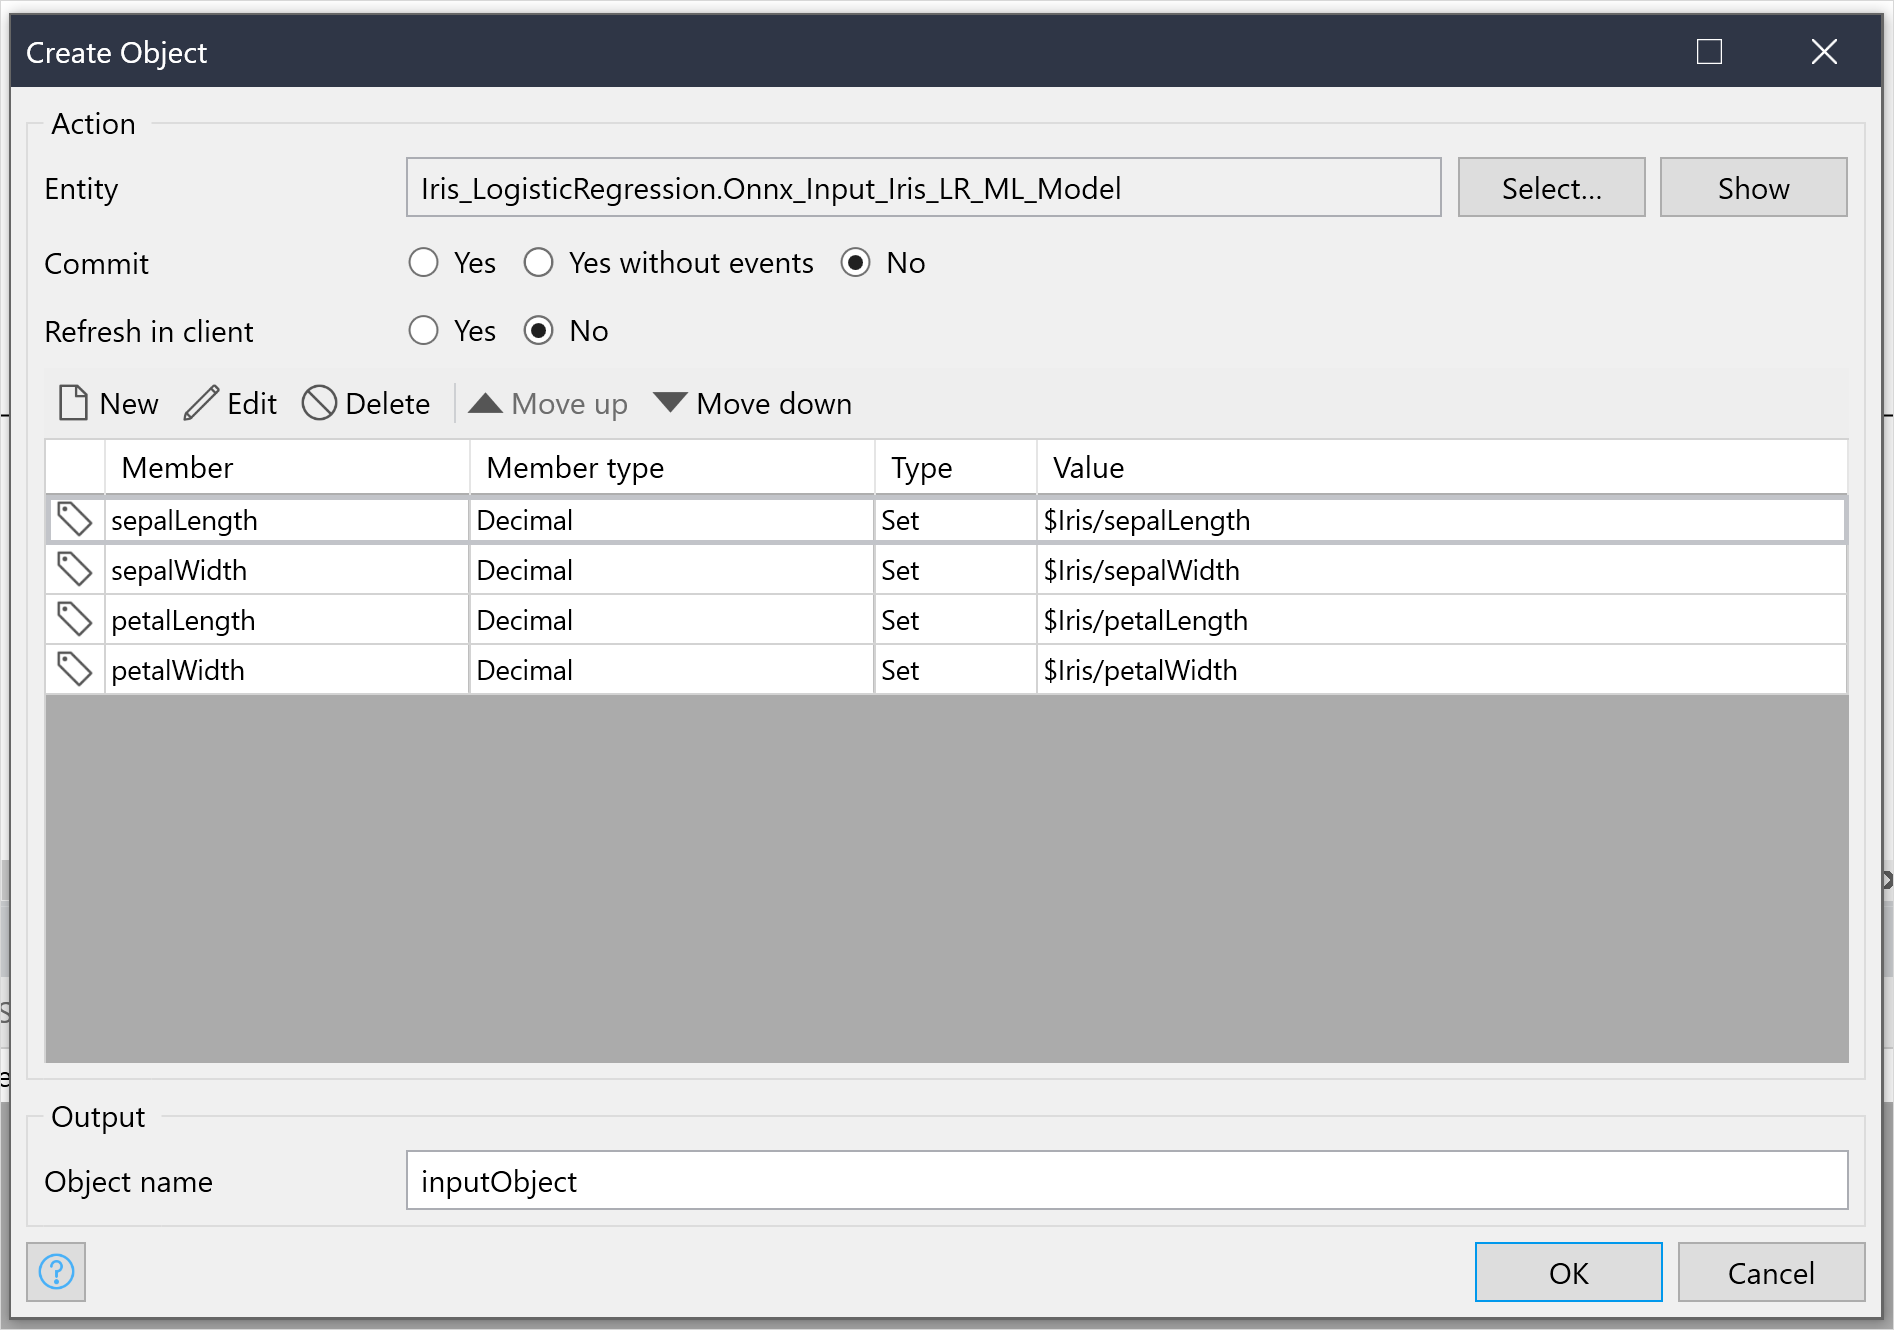 Create Object
Action
Entity Iris_LogisticRegression.Onnx_Input_Iris_LR_ML_Model Select... Show
Commit Yes Yes without events No
Refresh in client Yes No
New Edit Delete Move up Move down
Member Member type Type Value
sepalLength Decimal Set $Iris/sepalLength
sepalWidth Decimal Set $Iris/sepalWidth
petalLength Decimal Set $Iris/petalLength
petalWidth Decimal Set $Iris/petalWidth
Output
Object name inputObject
? OK Cancel